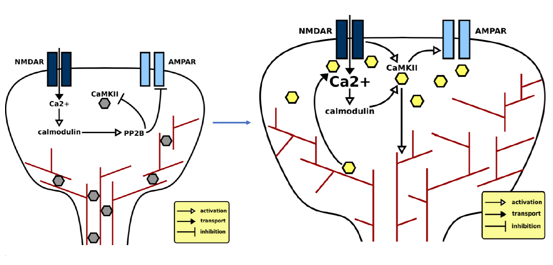 NMDAR
AMPAR
CaMKII
Ca2+
calmodulin
PP2B
activation
transport
inhibition
NMDAR
AMPAR
CaMKII
Ca2+
calmodulin
activation
transport
inhibition